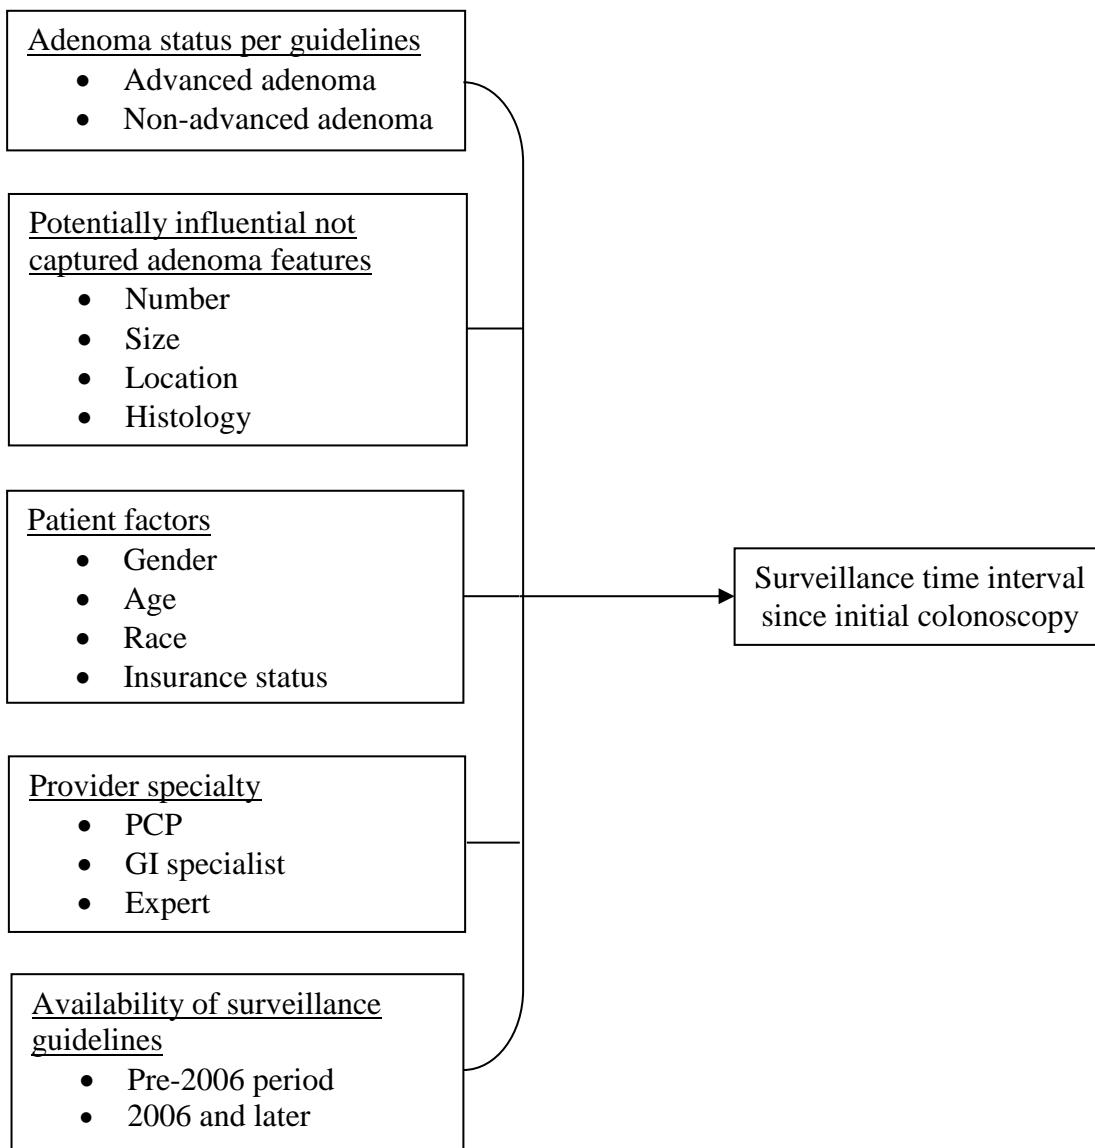 Adenoma status per guidelines
• Advanced adenoma
• Non-advanced adenoma
Potentially influential not
captured adenoma features
• Number
• Size
• Location
• Histology
Patient factors
• Gender
• Age
• Race
• Insurance status
Surveillance time interval
since initial colonoscopy
Provider specialty
• PCP
• GI specialist
• Expert
Availability of surveillance
guidelines
• Pre-2006 period
• 2006 and later